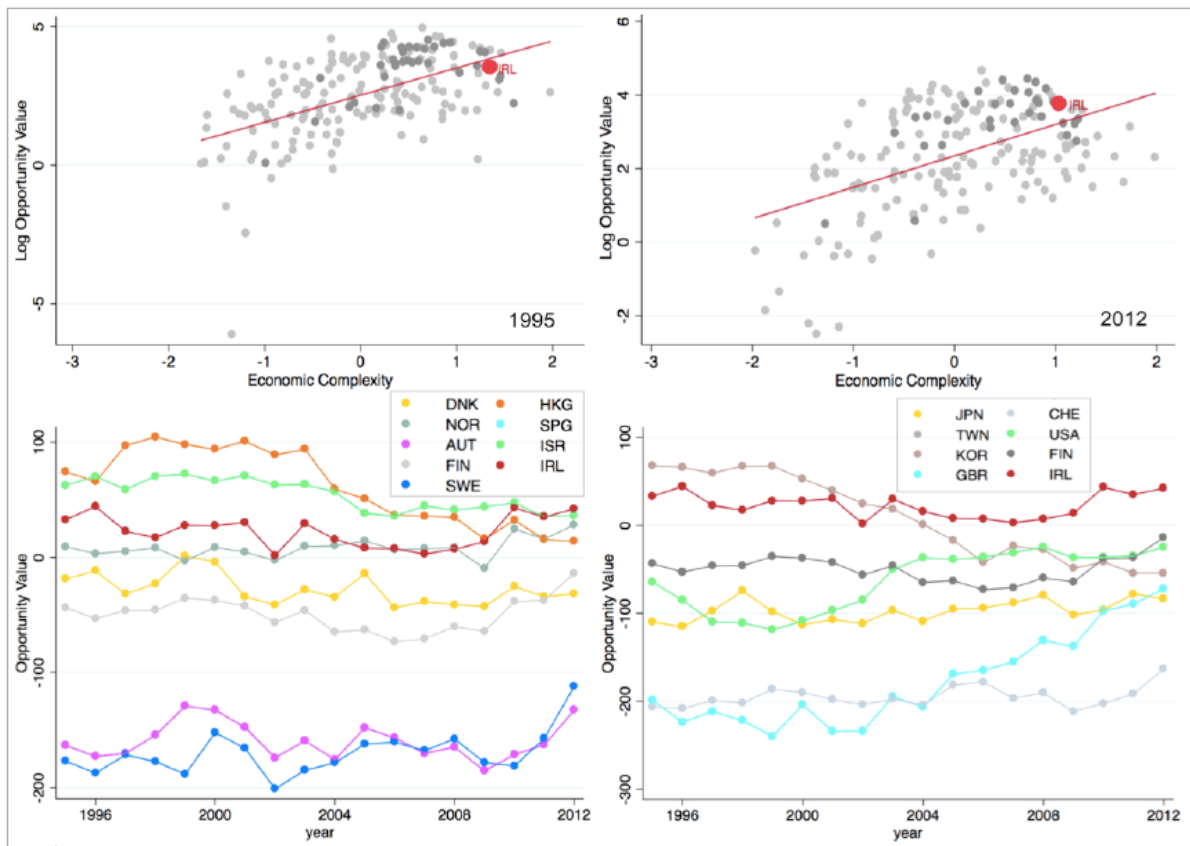 Log Opportunity Value
5
0
-5
IRL
1995
-3
-2
-1
0
1
2
Economic Complexity
Log Opportunity Value
6
4
2
0
-2
IRL
2012
-3
-2
-1
0
1
2
Economic Complexity
DNK
HKG
NOR
SPG
AUT
ISR
FIN
IRL
SWE
Opportunity Value
100
0
-100
-200
1996
2000
2004
2008
2012
year
JPN
CHE
TWN
USA
KOR
FIN
GBR
IRL
Opportunity Value
100
0
-100
-200
-300
1996
2000
2004
2008
2012
year